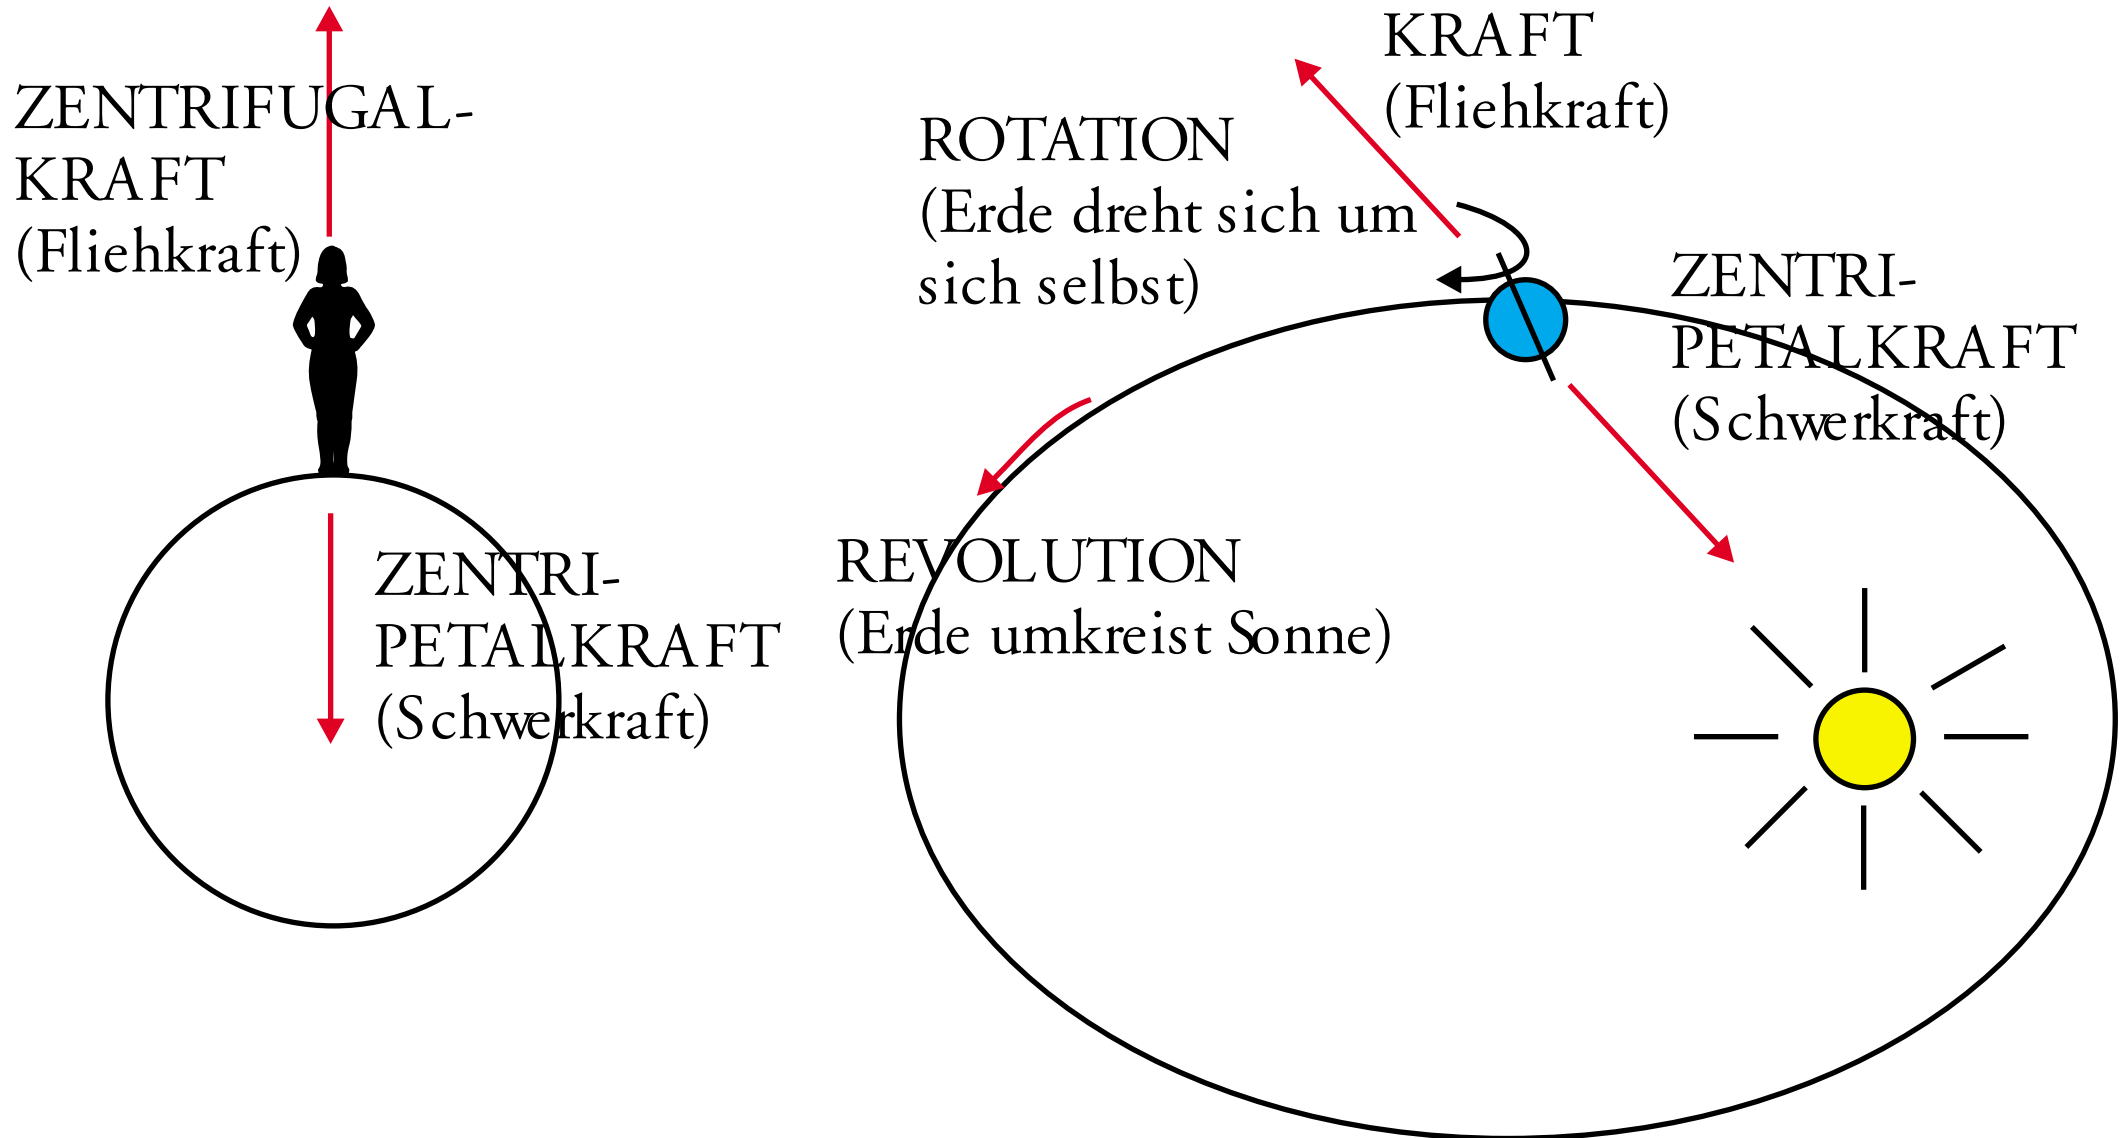 ZENTRIFUGAL-
KRAFT
(Fliehkraft)
ZENTRI-
PETALKRAFT
(Schwerkraft)
KRAFT
(Fliehkraft)
ROTATION
(Erde dreht sich um
sich selbst)
ZENTRI-
PETALKRAFT
(Schwerkraft)
REVOLUTION
(Erde umkreist Sonne)